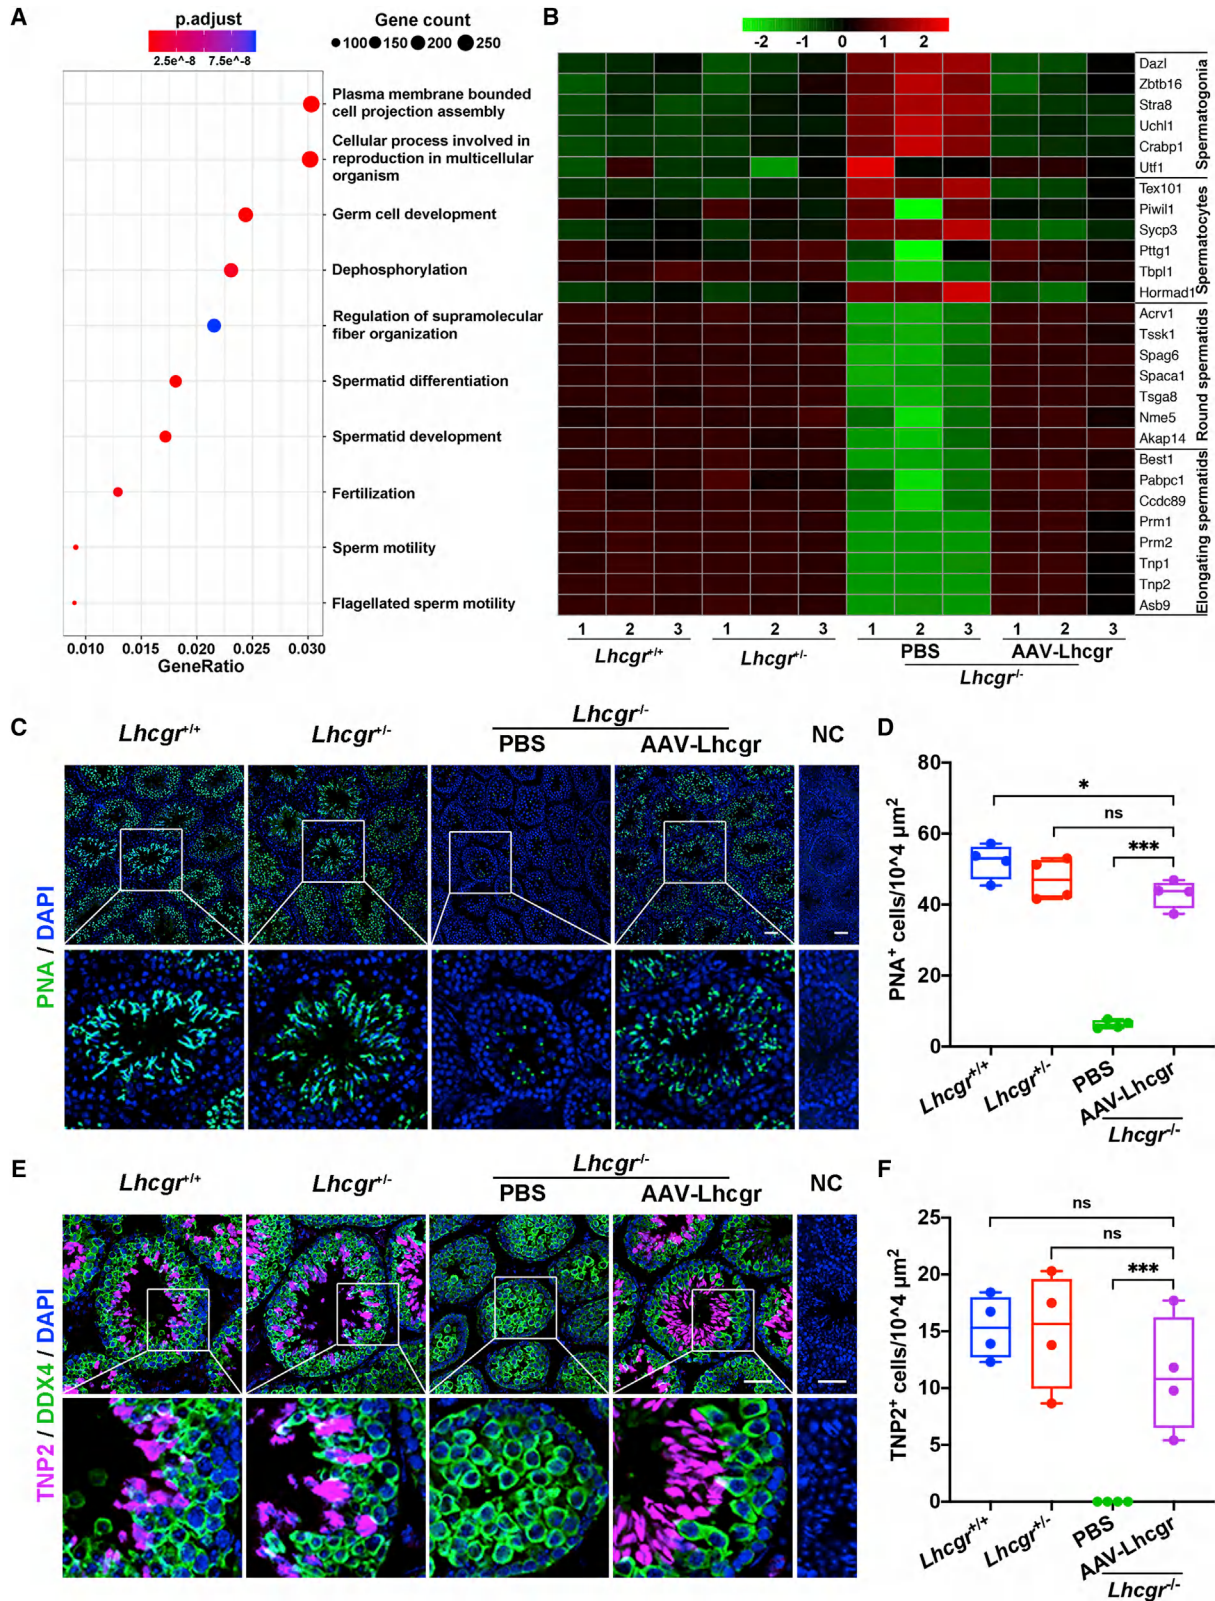 A
p.adjust
2.5e^-8 7.5e^-8
Gene count
100 150 200 250
Plasma membrane bounded
cell projection assembly
Cellular process involved in
reproduction in multicellular
organism
Germ cell development
Dephosphorylation
Regulation of supramolecular
fiber organization
Spermatid differentiation
Spermatid development
Fertilization
Sperm motility
Flagellated sperm motility
0.010 0.015 0.020 0.025 0.030
GeneRatio
B
-2 -1 0 1 2
Dazl
Zbtb16
Stra8
Uchl1
Crabp1
Utf1
Tex101
Piwil1
Sycp3
Pttg1
Tbpl1
Hormad1
Acrv1
Tssk1
Spag6
Spaca1
Tsga8
Nme5
Akap14
Best1
Pabpc1
Ccdc89
Prm1
Prm2
Tnp1
Tnp2
Asb9
Spermatogonia
Spermatocytes
Round spermatids
Elongating spermatids
1 2 3 1 2 3 1 2 3 1 2 3
Lhcgr+/+ Lhcgr+/- PBS AAV-Lhcgr
Lhcgr-/-
C
Lhcgr+/+ Lhcgr+/- Lhcgr-/- NC
PBS AAV-Lhcgr
PNA / DAPI
D
PNA+ cells/10^4 µm2
80
60
40
20
0
*
ns
***
Lhcgr+/+ Lhcgr+/- PBS AAV-Lhcgr
Lhcgr-/-
E
Lhcgr+/+ Lhcgr+/- Lhcgr-/- NC
PBS AAV-Lhcgr
TNP2 / DDX4 / DAPI
F
TNP2+ cells/10^4 µm2
25
20
15
10
5
0
ns
ns
***
Lhcgr+/+ Lhcgr+/- PBS AAV-Lhcgr
Lhcgr-/-